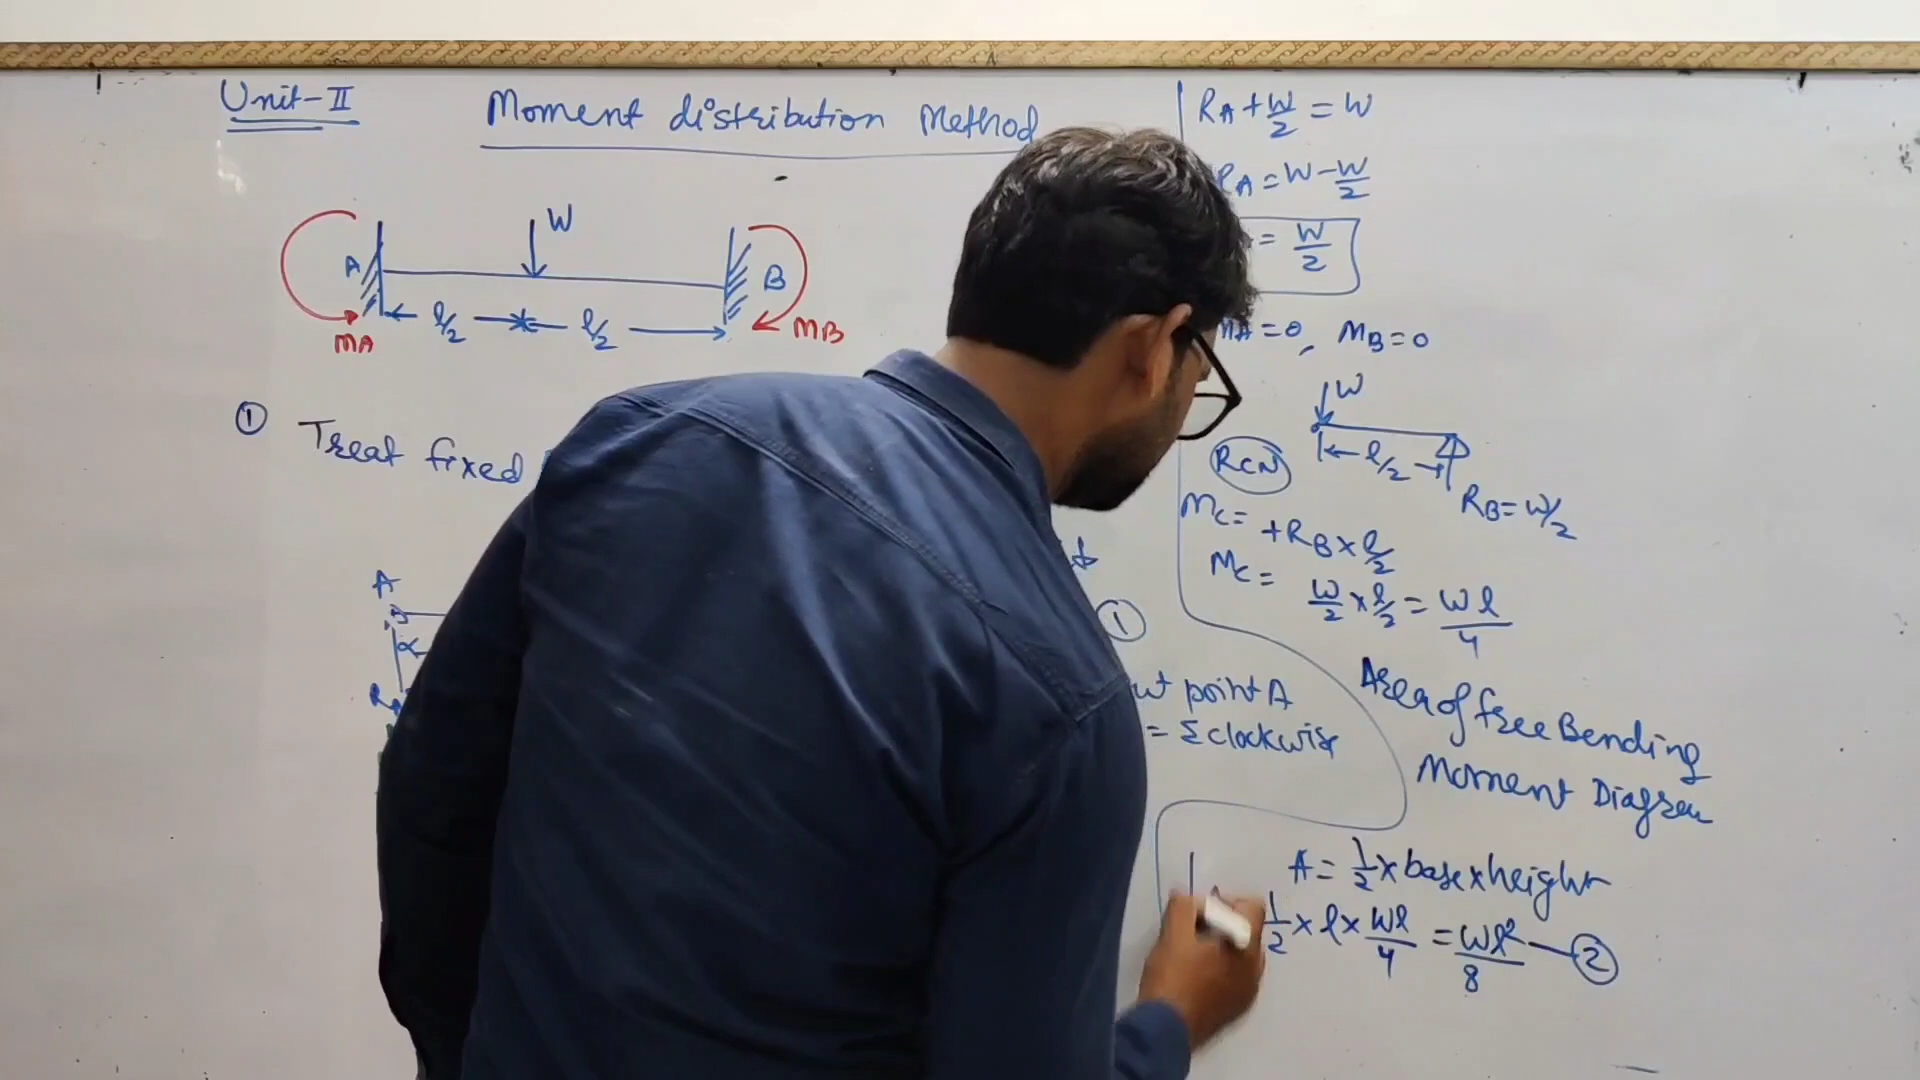 Unit-II
Moment distribution Method
W
A
B
l/2
l/2
MA
MB
① Treat fixed
A
α
①
point A
= Σclockwise
RA + W/2 = W
RA = W - W/2
= W/2
MA = 0, MB = 0
W
l/2
RB = W/2
RCN
Mc = +RB × l/2
Mc = W/2 × l/2 = Wl/4
Area of free Bending
Moment Diagram
A = 1/2 × base × height
1/2 × l × Wl/4 = Wl²/8 — ②